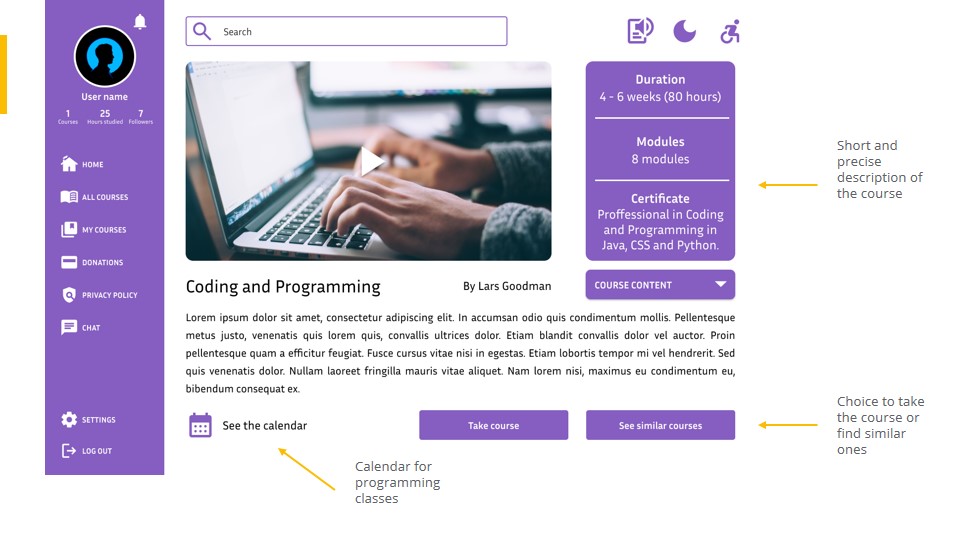 User name
1 25 7
Courses Hours studied Followers
HOME
ALL COURSES
MY COURSES
DONATIONS
PRIVACY POLICY
CHAT
SETTINGS
LOG OUT
Search
Duration
4 - 6 weeks (80 hours)
Modules
8 modules
Certificate
Proffessional in Coding
and Programming in
Java, CSS and Python.
COURSE CONTENT
Coding and Programming
By Lars Goodman
Lorem ipsum dolor sit amet, consectetur adipiscing elit. In accumsan odio quis condimentum mollis. Pellentesque
metus justo, venenatis quis lorem quis, convallis ultrices dolor. Etiam blandit convallis dolor vel auctor. Proin
pellentesque quam a efficitur feugiat. Fusce cursus vitae nisi in egestas. Etiam lobortis tempor mi vel hendrerit. Sed
quis venenatis dolor. Nullam laoreet fringilla mauris vitae aliquet. Nam lorem nisi, maximus eu condimentum eu,
bibendum consequat ex.
See the calendar
Take course
See similar courses
Short and
precise
description of
the course
Choice to take
the course or
find similar
ones
Calendar for
programming
classes